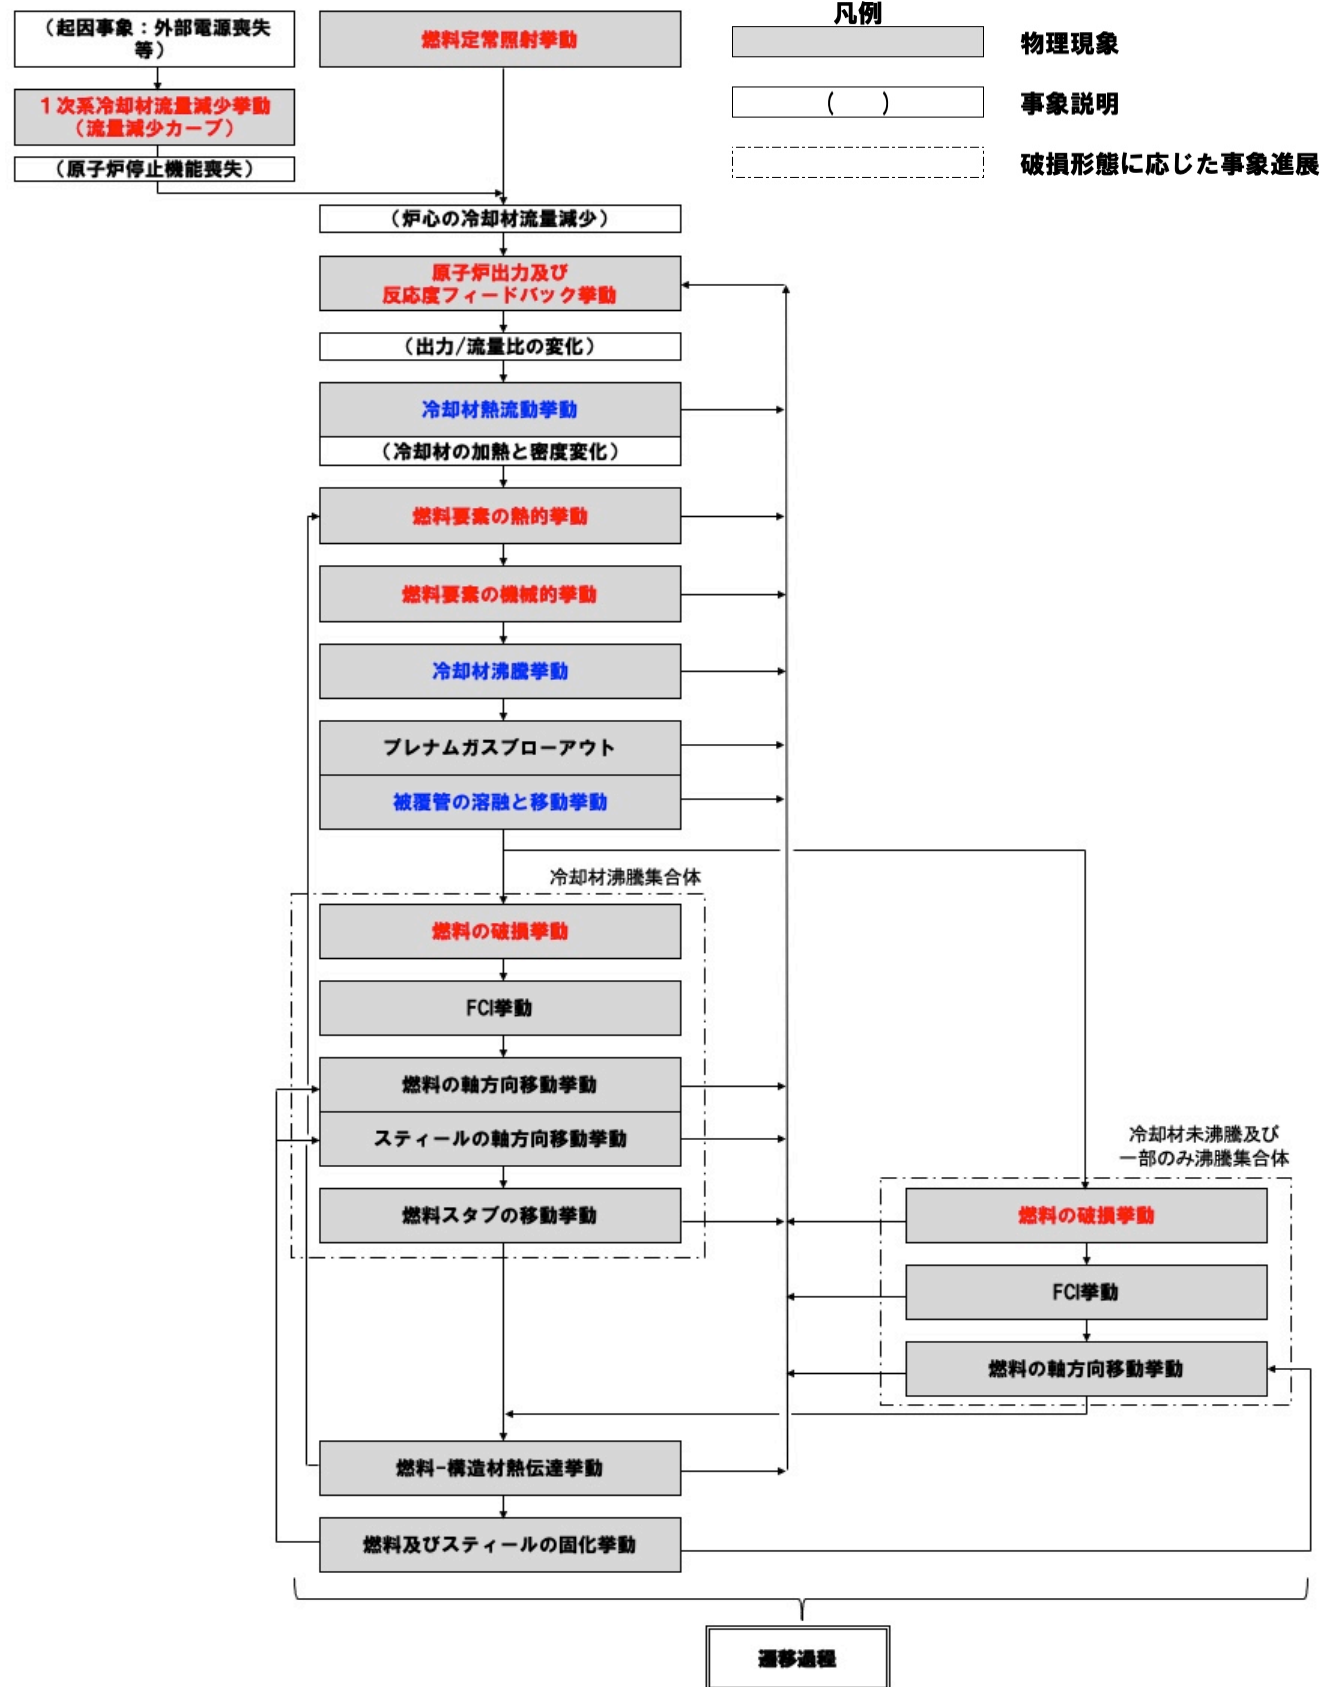 （起因事象：外部電源喪失
等）
１次系冷却材流量減少挙動
（流量減少カーブ）
（原子炉停止機能喪失）
燃料定常照射挙動
凡例
物理現象
（　　）
事象説明
破損形態に応じた事象進展
（炉心の冷却材流量減少）
原子炉出力及び
反応度フィードバック挙動
（出力/流量比の変化）
冷却材熱流動挙動
（冷却材の加熱と密度変化）
燃料要素の熱的挙動
燃料要素の機械的挙動
冷却材沸騰挙動
プレナムガスブローアウト
被覆管の溶融と移動挙動
冷却材沸騰集合体
燃料の破損挙動
FCI挙動
燃料の軸方向移動挙動
スティールの軸方向移動挙動
燃料スタブの移動挙動
冷却材未沸騰及び
一部のみ沸騰集合体
燃料の破損挙動
FCI挙動
燃料の軸方向移動挙動
燃料-構造材熱伝達挙動
燃料及びスティールの固化挙動
遷移過程